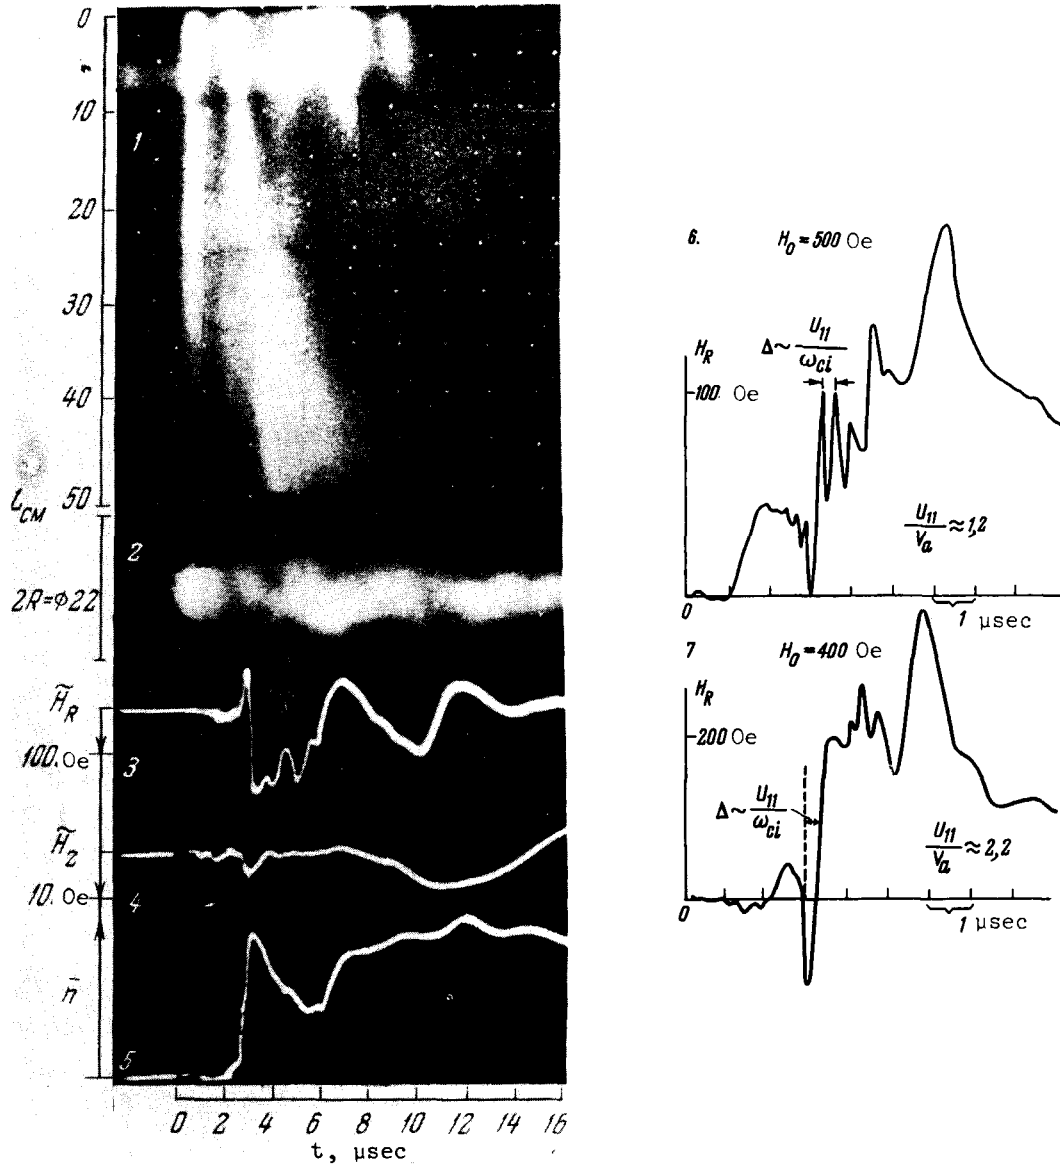 0
10
1
20
30
40
50
lсм
2
2R=Φ22
H̃_R
100.Oe
3
H̃_z
10.Oe
4
n̄
5
0 2 4 6 8 10 12 14 16
t, μsec
6. H_0=500 Oe
H_R
Δ~ U_11/ω_ci
100. Oe
U_11/V_a ≈1,2
0
1 μsec
7 H_0=400 Oe
H_R
200 Oe
Δ~ U_11/ω_ci
U_11/V_a ≈2,2
0
1 μsec